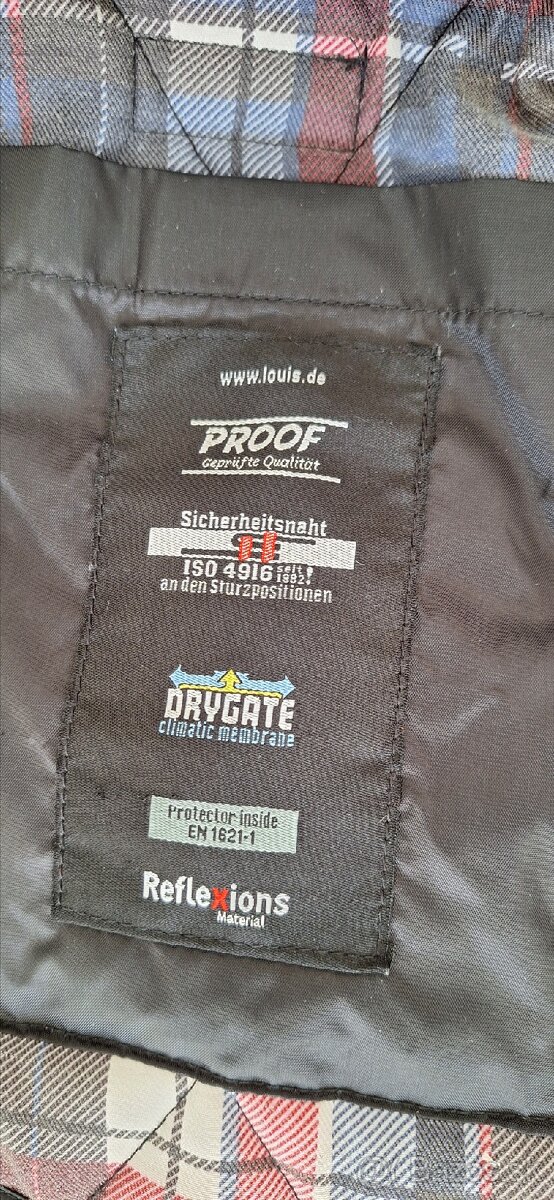 www.louis.de
PROOF
Geprüfte Qualität
Sicherheitsnaht
ISO 4916 seit 1982!
an den Sturzpositionen
DRYGATE
climatic membrane
Protector inside
EN 1621-1
Reflexions
Material